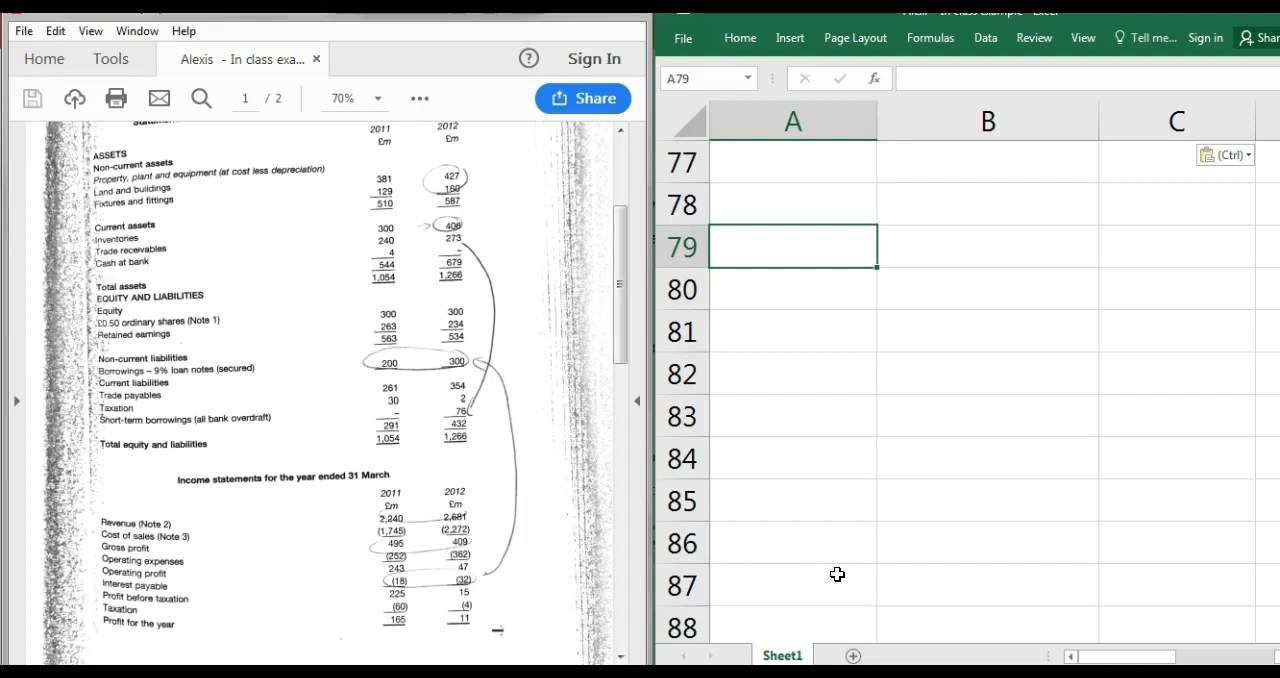 Alexis - In class Example - Excel
File Edit View Window Help
Home Tools Alexis - In class exa... × ? Sign In
1 / 2 70% ••• Share
2011 2012
£m £m
ASSETS
Non-current assets
Property, plant and equipment (at cost less depreciation)
Land and buildings 381 427
Fixtures and fittings 129 160
510 587
Current assets
Inventories 300 406
Trade receivables 240 273
Cash at bank 4 –
544 679
Total assets 1,054 1,266
EQUITY AND LIABILITIES
Equity
£0.50 ordinary shares (Note 1) 300 300
Retained earnings 263 234
563 534
Non-current liabilities
Borrowings – 9% loan notes (secured) 200 300
Current liabilities
Trade payables 261 354
Taxation 30 2
Short-term borrowings (all bank overdraft) – 76
291 432
Total equity and liabilities 1,054 1,266
Income statements for the year ended 31 March
2011 2012
£m £m
Revenue (Note 2) 2,240 2,681
Cost of sales (Note 3) (1,745) (2,272)
Gross profit 495 409
Operating expenses (252) (362)
Operating profit 243 47
Interest payable (18) (32)
Profit before taxation 225 15
Taxation (60) (4)
Profit for the year 165 11
File Home Insert Page Layout Formulas Data Review View Tell me... Sign in Shar
A79 fx
A B C
77 (Ctrl)
78
79
80
81
82
83
84
85
86
87
88
Sheet1